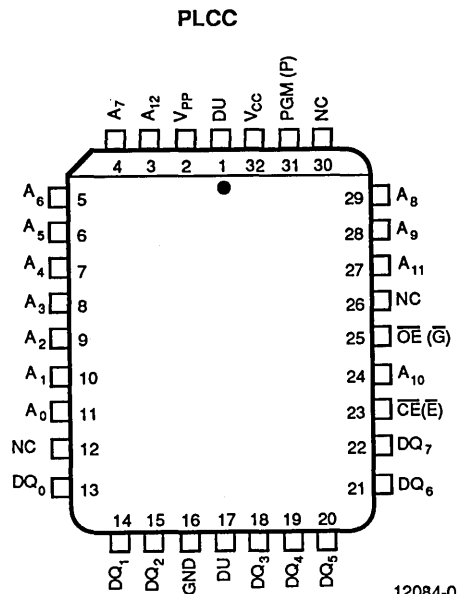 PLCC
A7 A12 VPP DU VCC PGM (P) NC
4 3 2 1 32 31 30
A6 5 29 A8
A5 6 28 A9
A4 7 27 A11
A3 8 26 NC
A2 9 25 O̅E̅ (G̅)
A1 10 24 A10
A0 11 23 C̅E̅(E̅)
NC 12 22 DQ7
DQ0 13 21 DQ6
14 15 16 17 18 19 20
DQ1 DQ2 GND DU DQ3 DQ4 DQ5
12084-0